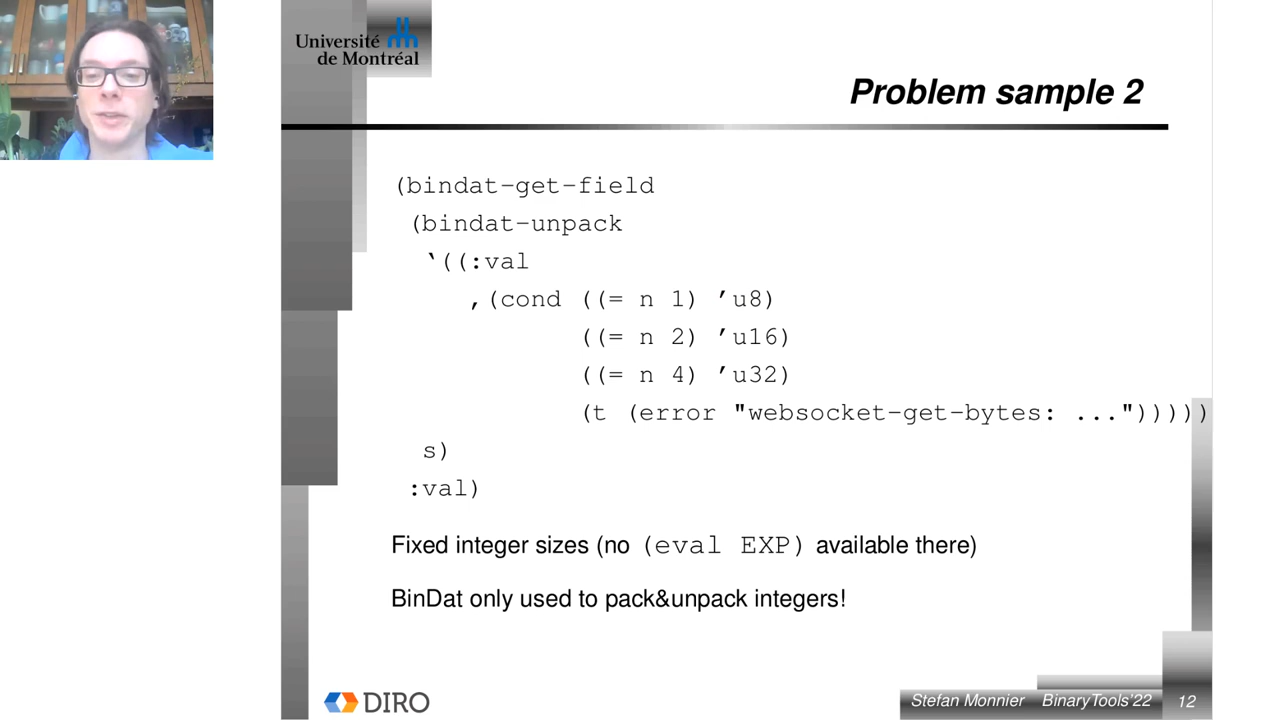 Université
de Montréal
Problem sample 2
(bindat-get-field
(bindat-unpack
‘((:val
,(cond ((= n 1) ’u8)
((= n 2) ’u16)
((= n 4) ’u32)
(t (error "websocket-get-bytes: ...")))))
s)
:val)
Fixed integer sizes (no (eval EXP) available there)
BinDat only used to pack&unpack integers!
DIRO
Stefan Monnier BinaryTools’22 12